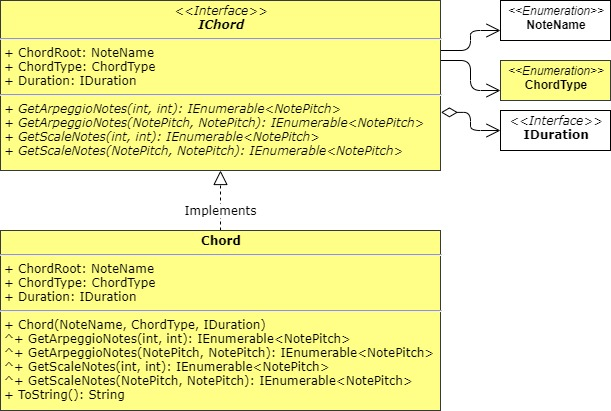 <<Interface>>
IChord
+ ChordRoot: NoteName
+ ChordType: ChordType
+ Duration: IDuration
+ GetArpeggioNotes(int, int): IEnumerable<NotePitch>
+ GetArpeggioNotes(NotePitch, NotePitch): IEnumerable<NotePitch>
+ GetScaleNotes(int, int): IEnumerable<NotePitch>
+ GetScaleNotes(NotePitch, NotePitch): IEnumerable<NotePitch>
<<Enumeration>>
NoteName
<<Enumeration>>
ChordType
<<Interface>>
IDuration
Implements
Chord
+ ChordRoot: NoteName
+ ChordType: ChordType
+ Duration: IDuration
+ Chord(NoteName, ChordType, IDuration)
^+ GetArpeggioNotes(int, int): IEnumerable<NotePitch>
^+ GetArpeggioNotes(NotePitch, NotePitch): IEnumerable<NotePitch>
^+ GetScaleNotes(int, int): IEnumerable<NotePitch>
^+ GetScaleNotes(NotePitch, NotePitch): IEnumerable<NotePitch>
+ ToString(): String